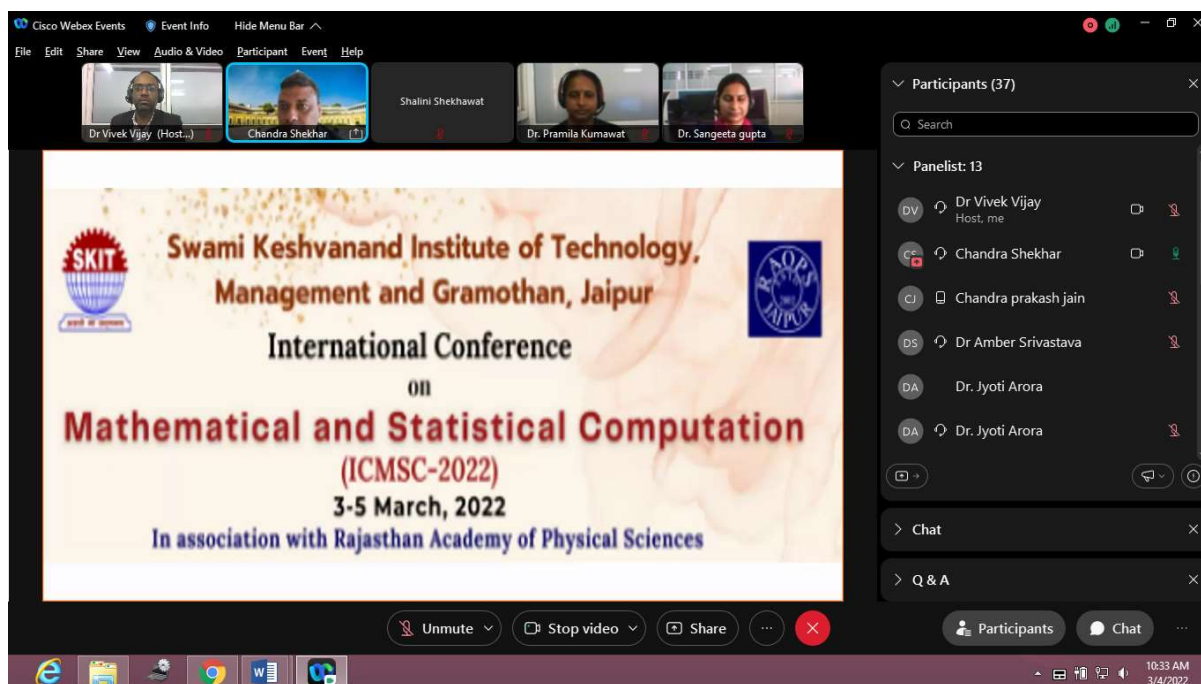 Cisco Webex Events Event Info Hide Menu Bar
File Edit Share View Audio & Video Participant Event Help
Dr Vivek Vijay (Host...)
Chandra Shekhar
Shalini Shekhawat
Dr. Pramila Kumawat
Dr. Sangeeta gupta
SKIT
Swami Keshvanand Institute of Technology,
Management and Gramothan, Jaipur
RAOPS
JAIPUR
International Conference
on
Mathematical and Statistical Computation
(ICMSC-2022)
3-5 March, 2022
In association with Rajasthan Academy of Physical Sciences
Participants (37)
Search
Panelist: 13
DV Dr Vivek Vijay
Host, me
CS Chandra Shekhar
CJ Chandra prakash jain
DS Dr Amber Srivastava
DA Dr. Jyoti Arora
DA Dr. Jyoti Arora
Chat
Q & A
Unmute Stop video Share
Participants Chat
10:33 AM
3/4/2022